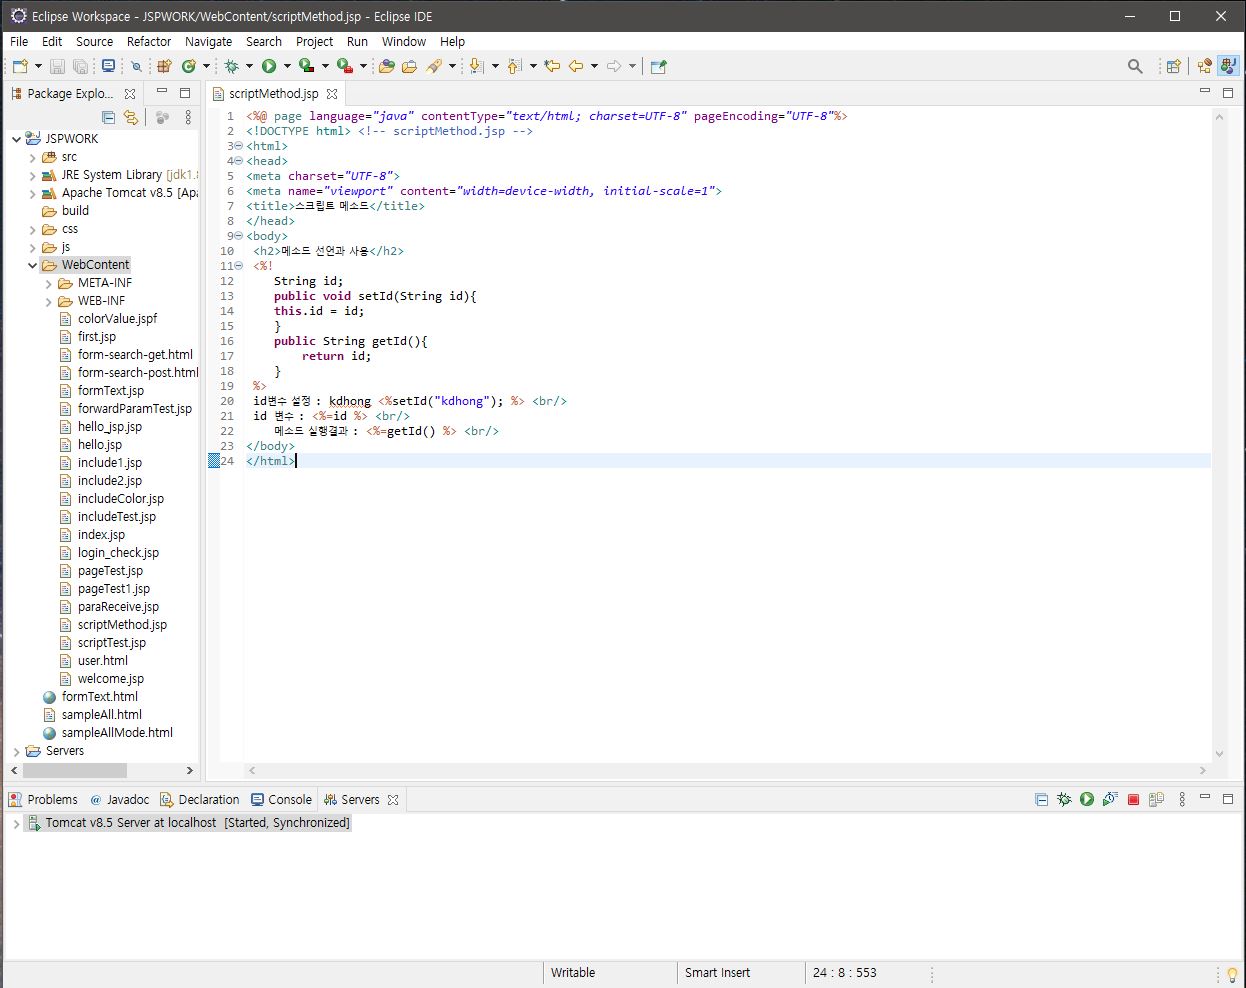 Eclipse Workspace - JSPWORK/WebContent/scriptMethod.jsp - Eclipse IDE
File Edit Source Refactor Navigate Search Project Run Window Help
Package Explo...
JSPWORK
src
JRE System Library [jdk1.8
Apache Tomcat v8.5 [Apa
build
css
js
WebContent
META-INF
WEB-INF
colorValue.jspf
first.jsp
form-search-get.html
form-search-post.html
formText.jsp
forwardParamTest.jsp
hello_jsp.jsp
hello.jsp
include1.jsp
include2.jsp
includeColor.jsp
includeTest.jsp
index.jsp
login_check.jsp
pageTest.jsp
pageTest1.jsp
paraReceive.jsp
scriptMethod.jsp
scriptTest.jsp
user.html
welcome.jsp
formText.html
sampleAll.html
sampleAllMode.html
Servers
scriptMethod.jsp
1 <%@ page language="java" contentType="text/html; charset=UTF-8" pageEncoding="UTF-8"%>
2 <!DOCTYPE html> <!-- scriptMethod.jsp -->
3 <html>
4 <head>
5 <meta charset="UTF-8">
6 <meta name="viewport" content="width=device-width, initial-scale=1">
7 <title>스크립트 메소드</title>
8 </head>
9 <body>
10 <h2>메소드 선언과 사용</h2>
11 <%!
12 String id;
13 public void setId(String id){
14 this.id = id;
15 }
16 public String getId(){
17 return id;
18 }
19 %>
20 id변수 설정 : kdhong <%setId("kdhong"); %> <br/>
21 id 변수 : <%=id %> <br/>
22 메소드 실행결과 : <%=getId() %> <br/>
23 </body>
24 </html>
Problems @ Javadoc Declaration Console Servers
Tomcat v8.5 Server at localhost [Started, Synchronized]
Writable Smart Insert 24 : 8 : 553